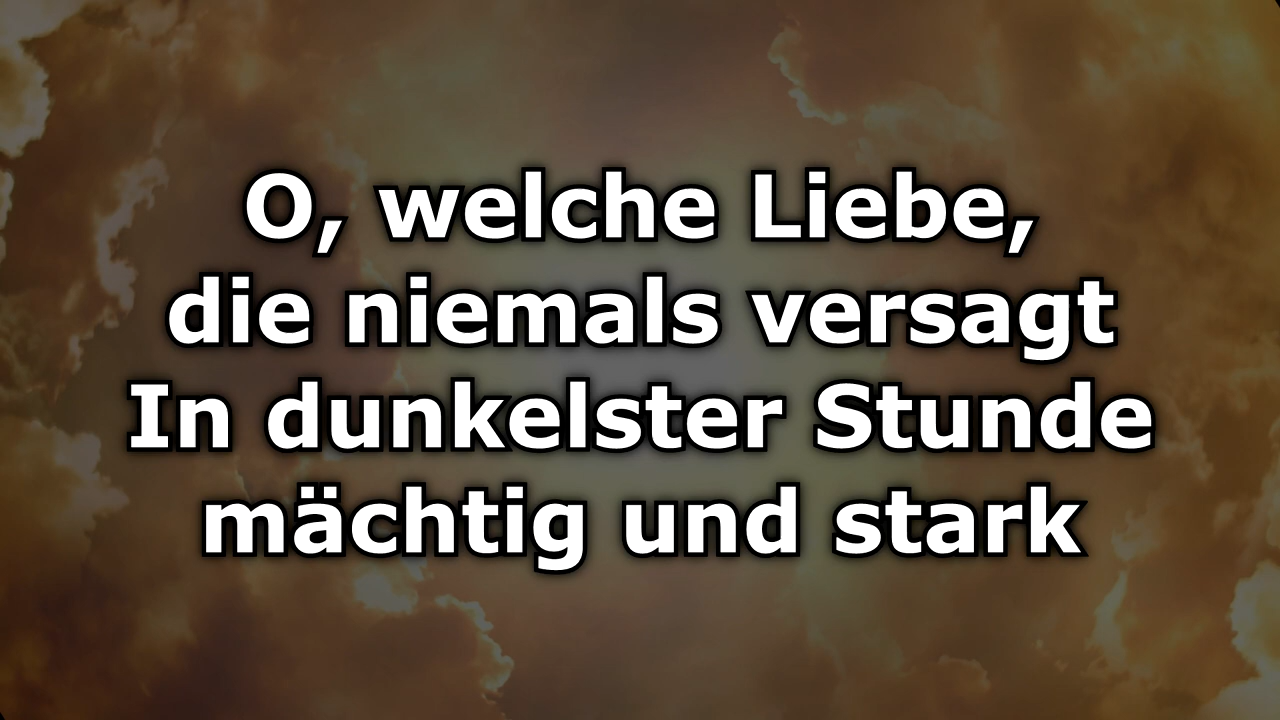 O, welche Liebe,
die niemals versagt
In dunkelster Stunde
mächtig und stark